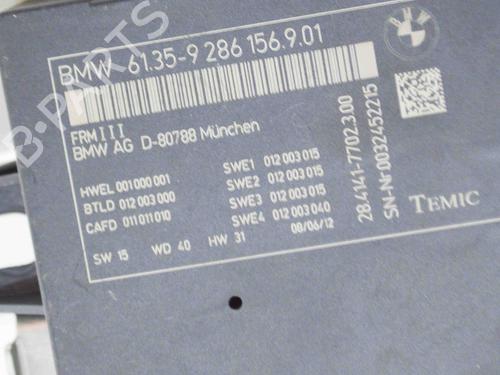 BMW 61.35-9 286 156.9.01
FRM III
BMW AG D-80788 München
HWEL 001 000 001
BTLD 012 003 000
CAFD 011 011 010
SWE1 012 003 015
SWE2 012 003 015
SWE3 012 003 015
SWE4 012 003 040
SW 15 WD 40 HW 31 08/06/12
28.4141-7702.3.00
SN-Nr 0032452215
TEMIC
BMW
B-PARTS